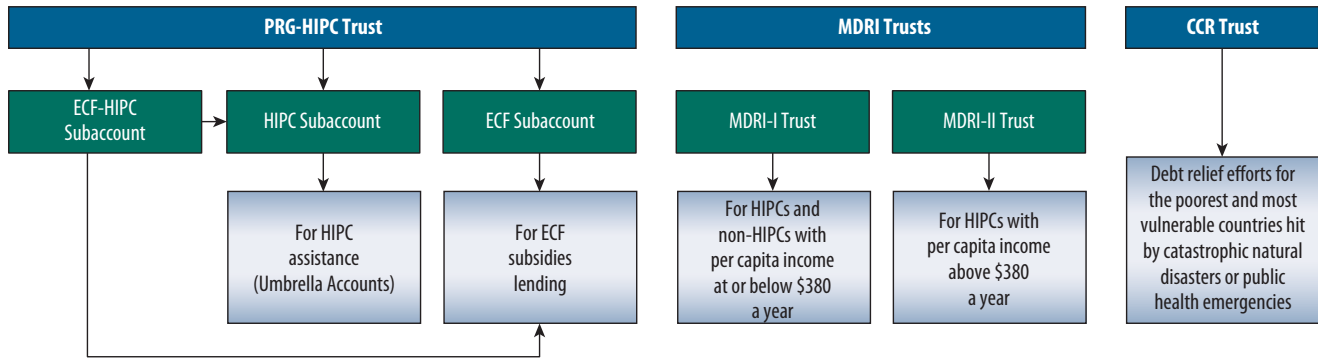 PRG-HIPC Trust
MDRI Trusts
CCR Trust
ECF-HIPC
Subaccount
HIPC Subaccount
ECF Subaccount
MDRI-I Trust
MDRI-II Trust
For HIPC
assistance
(Umbrella Accounts)
For ECF
subsidies
lending
For HIPCs and
non-HIPCs with
per capita income
at or below $380
a year
For HIPCs with
per capita income
above $380
a year
Debt relief efforts for
the poorest and most
vulnerable countries hit
by catastrophic natural
disasters or public
health emergencies